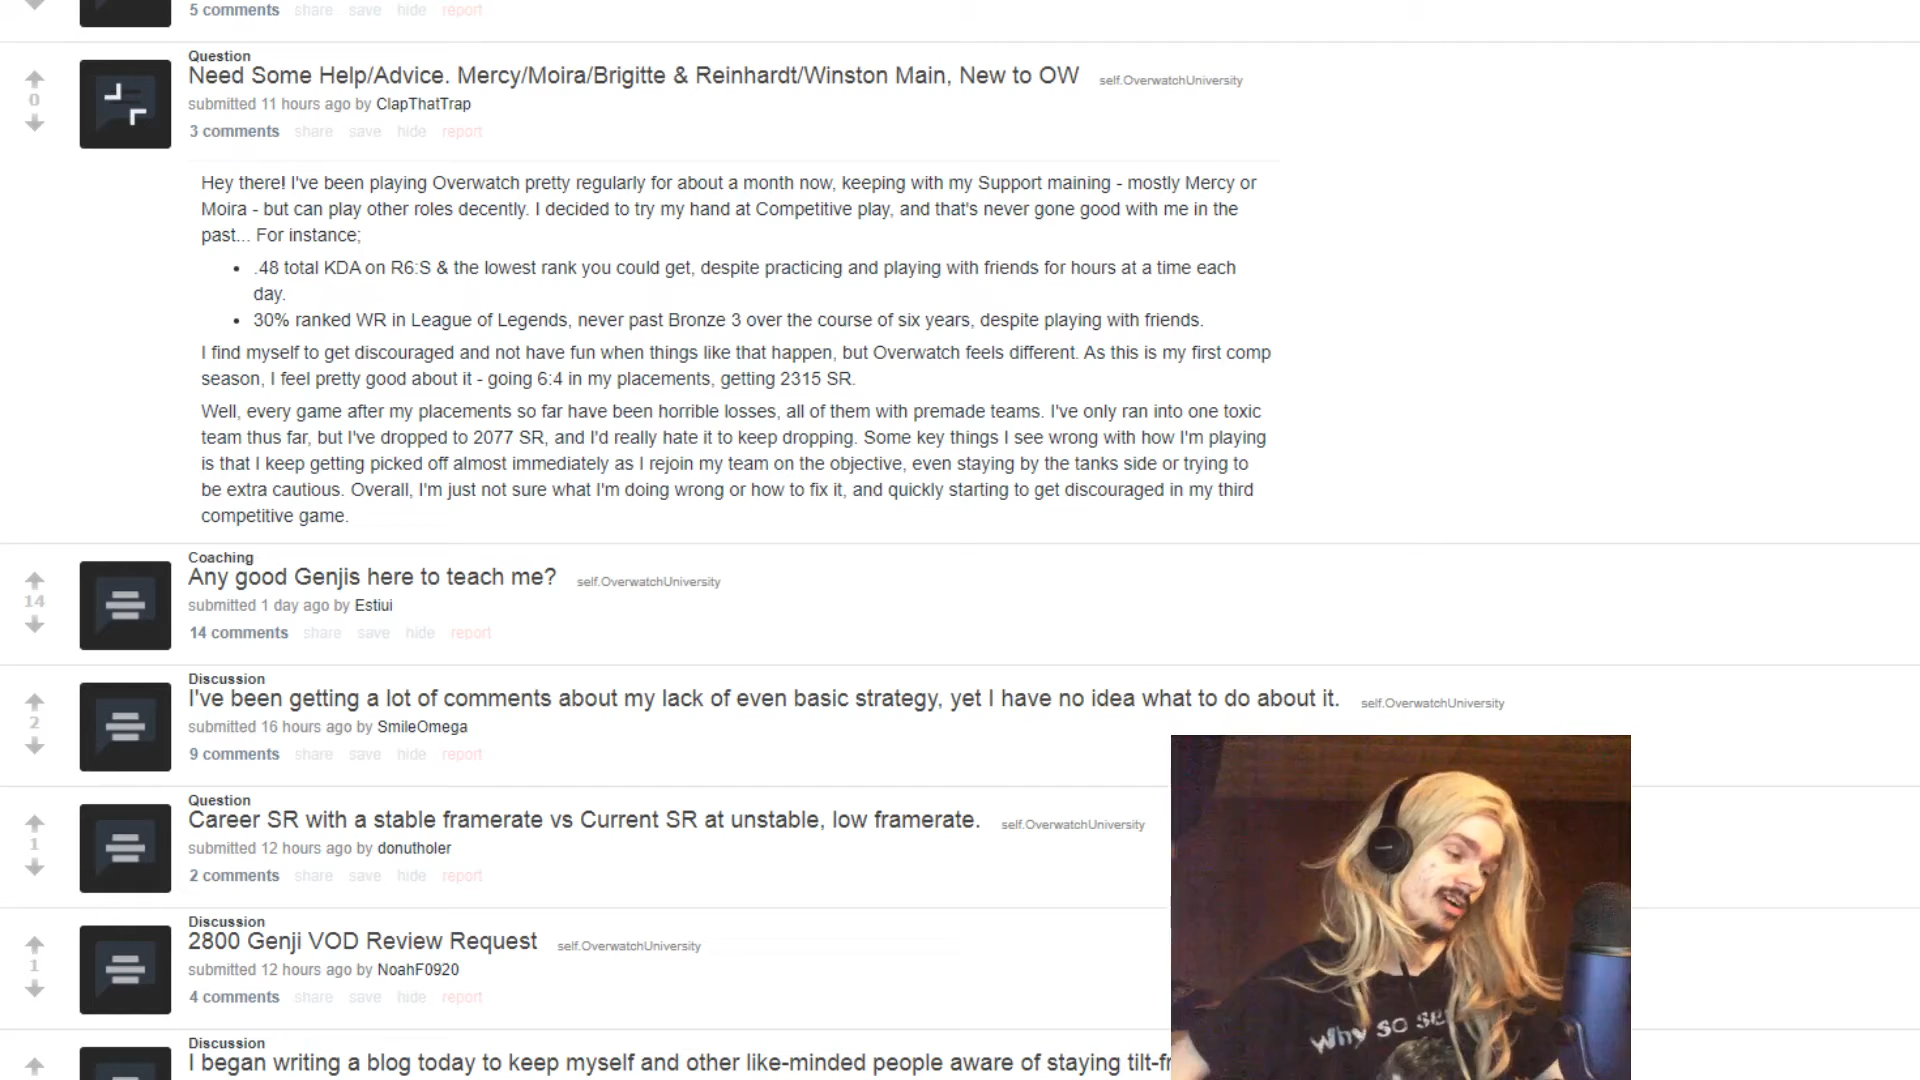 5 comments share save hide report
Question
Need Some Help/Advice. Mercy/Moira/Brigitte & Reinhardt/Winston Main, New to OW self.OverwatchUniversity
0
submitted 11 hours ago by ClapThatTrap
3 comments share save hide report
Hey there! I've been playing Overwatch pretty regularly for about a month now, keeping with my Support maining - mostly Mercy or
Moira - but can play other roles decently. I decided to try my hand at Competitive play, and that's never gone good with me in the
past... For instance;
• .48 total KDA on R6:S & the lowest rank you could get, despite practicing and playing with friends for hours at a time each
day.
• 30% ranked WR in League of Legends, never past Bronze 3 over the course of six years, despite playing with friends.
I find myself to get discouraged and not have fun when things like that happen, but Overwatch feels different. As this is my first comp
season, I feel pretty good about it - going 6:4 in my placements, getting 2315 SR.
Well, every game after my placements so far have been horrible losses, all of them with premade teams. I've only ran into one toxic
team thus far, but I've dropped to 2077 SR, and I'd really hate it to keep dropping. Some key things I see wrong with how I'm playing
is that I keep getting picked off almost immediately as I rejoin my team on the objective, even staying by the tanks side or trying to
be extra cautious. Overall, I'm just not sure what I'm doing wrong or how to fix it, and quickly starting to get discouraged in my third
competitive game.
Coaching
Any good Genjis here to teach me? self.OverwatchUniversity
14
submitted 1 day ago by Estiui
14 comments share save hide report
Discussion
I've been getting a lot of comments about my lack of even basic strategy, yet I have no idea what to do about it. self.OverwatchUniversity
2
submitted 16 hours ago by SmileOmega
9 comments share save hide report
Question
Career SR with a stable framerate vs Current SR at unstable, low framerate. self.OverwatchUniversity
1
submitted 12 hours ago by donutholer
2 comments share save hide report
Discussion
2800 Genji VOD Review Request self.OverwatchUniversity
1
submitted 12 hours ago by NoahF0920
4 comments share save hide report
Discussion
I began writing a blog today to keep myself and other like-minded people aware of staying tilt-fr
Why so se